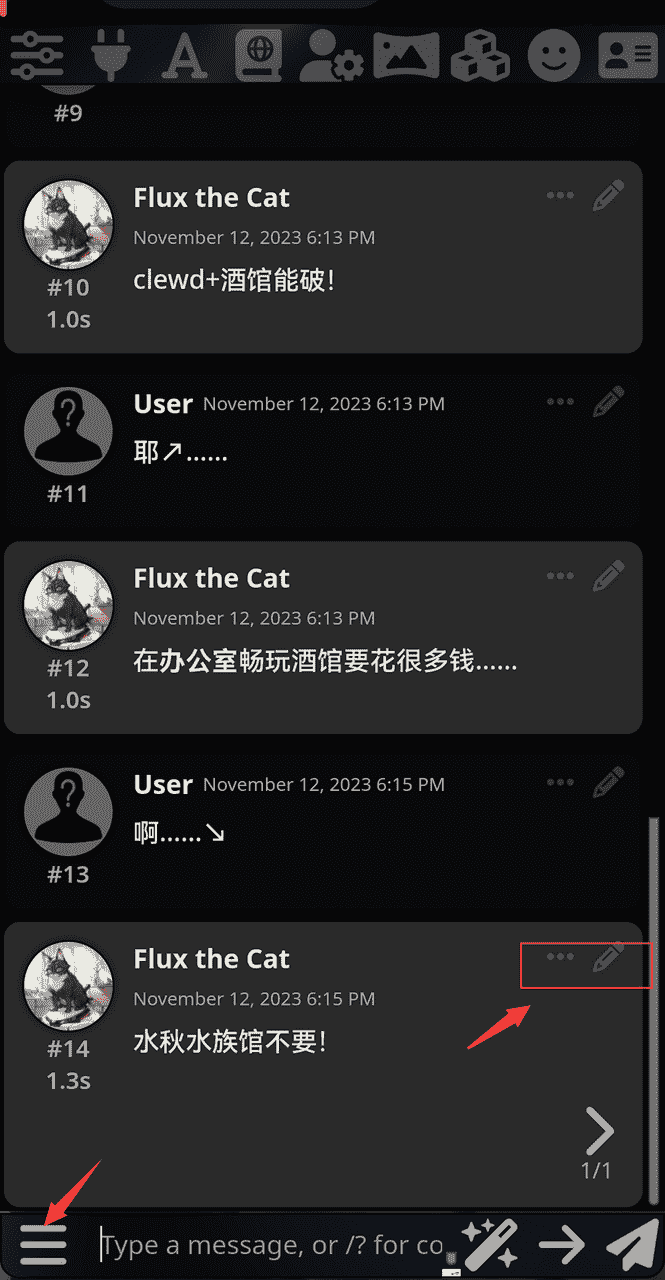 #9
Flux the Cat
November 12, 2023 6:13 PM
clewd+酒馆能破！
#10
1.0s
User November 12, 2023 6:13 PM
耶↗……
#11
Flux the Cat
November 12, 2023 6:13 PM
在办公室畅玩酒馆要花很多钱……
#12
1.0s
User November 12, 2023 6:15 PM
啊……↘
#13
Flux the Cat
November 12, 2023 6:15 PM
水秋水族馆不要！
#14
1.3s
1/1
Type a message, or /? for co